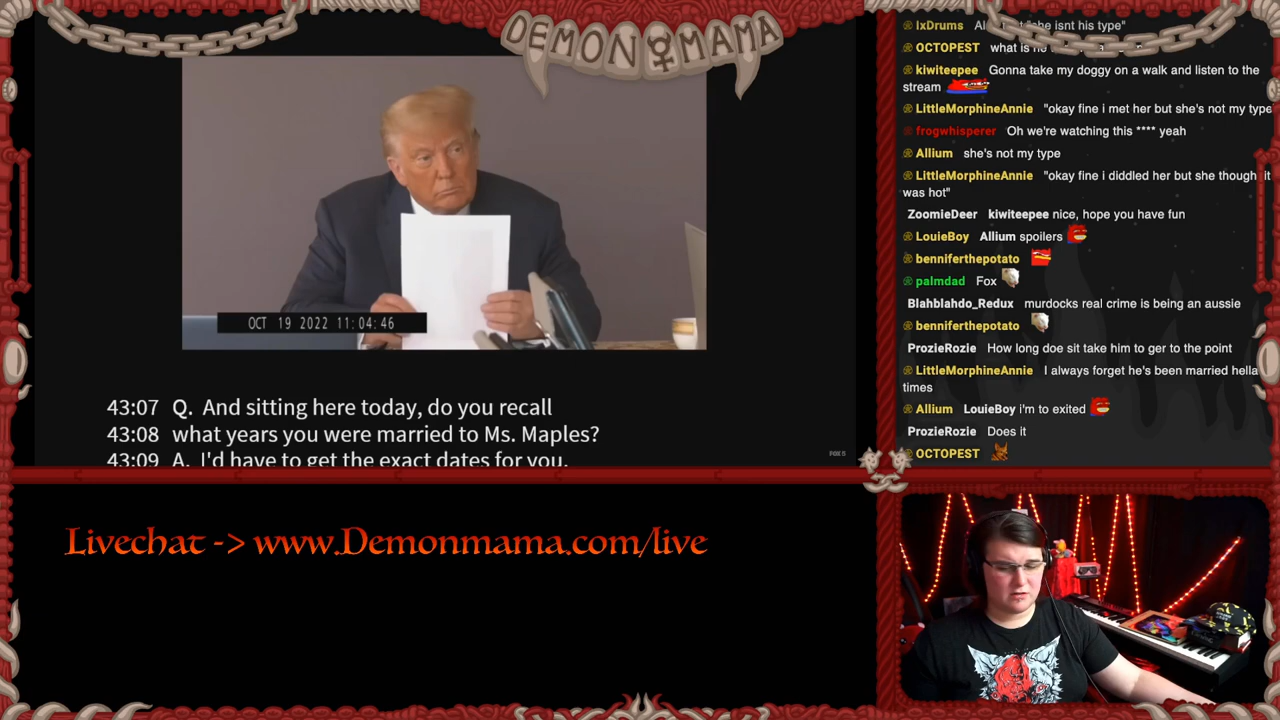 DEMON MAMA
OCT 19 2022 11:04:46
43:07 Q. And sitting here today, do you recall
43:08 what years you were married to Ms. Maples?
43:09 A. I'd have to get the exact dates for you.
FOX 5
Livechat -> www.Demonmama.com/live
IxDrums "she isnt his type"
OCTOPEST what is
kiwiteepee Gonna take my doggy on a walk and listen to the
stream
LittleMorphineAnnie "okay fine i met her but she's not my type
frogwhisperer Oh we're watching this **** yeah
Allium she's not my type
LittleMorphineAnnie "okay fine i diddled her but she though it
was hot"
ZoomieDeer kiwiteepee nice, hope you have fun
LouieBoy Allium spoilers
benniferthepotato
palmdad Fox
Blahblahdo_Redux murdocks real crime is being an aussie
benniferthepotato
ProzieRozie How long doe sit take him to ger to the point
LittleMorphineAnnie I always forget he's been married hella
times
Allium LouieBoy i'm to exited
ProzieRozie Does it
OCTOPEST